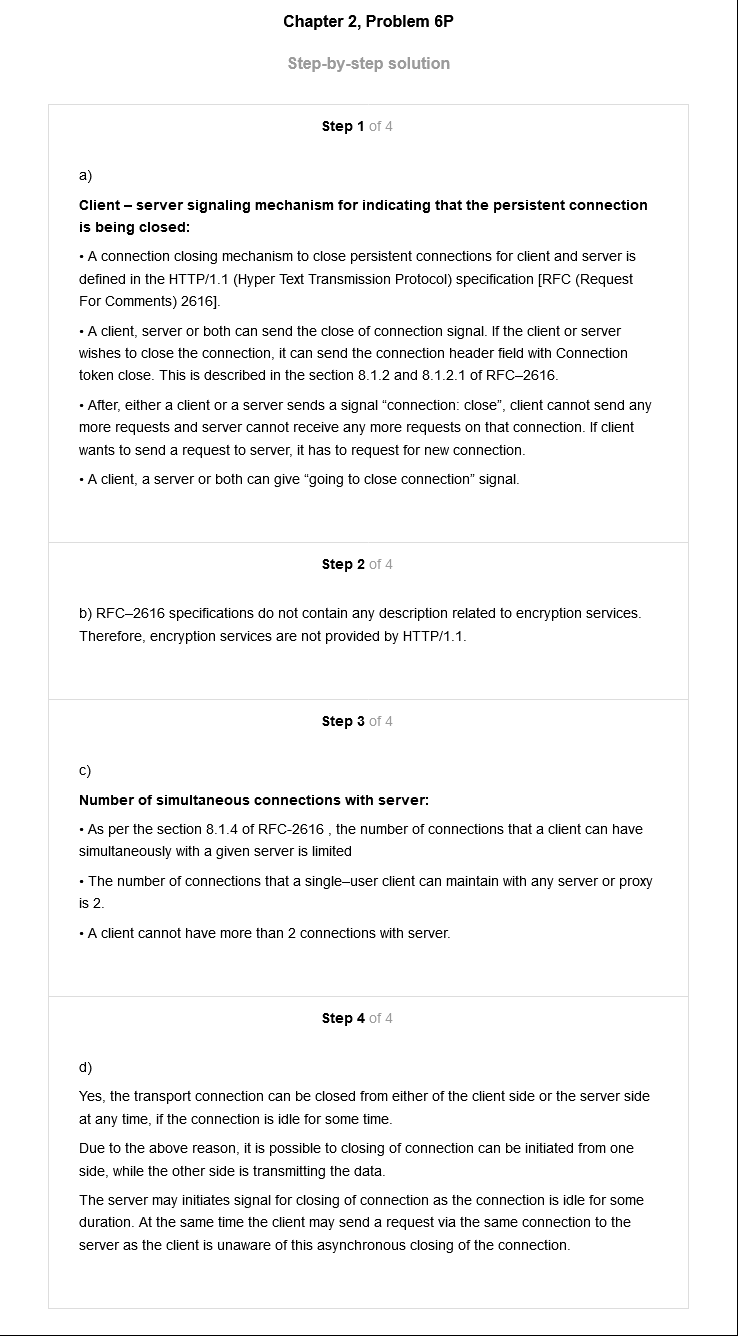 Chapter 2, Problem 6P
Step-by-step solution
Step 1 of 4
a)
Client – server signaling mechanism for indicating that the persistent connection
is being closed:
• A connection closing mechanism to close persistent connections for client and server is
defined in the HTTP/1.1 (Hyper Text Transmission Protocol) specification [RFC (Request
For Comments) 2616].
• A client, server or both can send the close of connection signal. If the client or server
wishes to close the connection, it can send the connection header field with Connection
token close. This is described in the section 8.1.2 and 8.1.2.1 of RFC–2616.
• After, either a client or a server sends a signal “connection: close”, client cannot send any
more requests and server cannot receive any more requests on that connection. If client
wants to send a request to server, it has to request for new connection.
• A client, a server or both can give “going to close connection” signal.
Step 2 of 4
b) RFC–2616 specifications do not contain any description related to encryption services.
Therefore, encryption services are not provided by HTTP/1.1.
Step 3 of 4
c)
Number of simultaneous connections with server:
• As per the section 8.1.4 of RFC-2616 , the number of connections that a client can have
simultaneously with a given server is limited
• The number of connections that a single–user client can maintain with any server or proxy
is 2.
• A client cannot have more than 2 connections with server.
Step 4 of 4
d)
Yes, the transport connection can be closed from either of the client side or the server side
at any time, if the connection is idle for some time.
Due to the above reason, it is possible to closing of connection can be initiated from one
side, while the other side is transmitting the data.
The server may initiates signal for closing of connection as the connection is idle for some
duration. At the same time the client may send a request via the same connection to the
server as the client is unaware of this asynchronous closing of the connection.